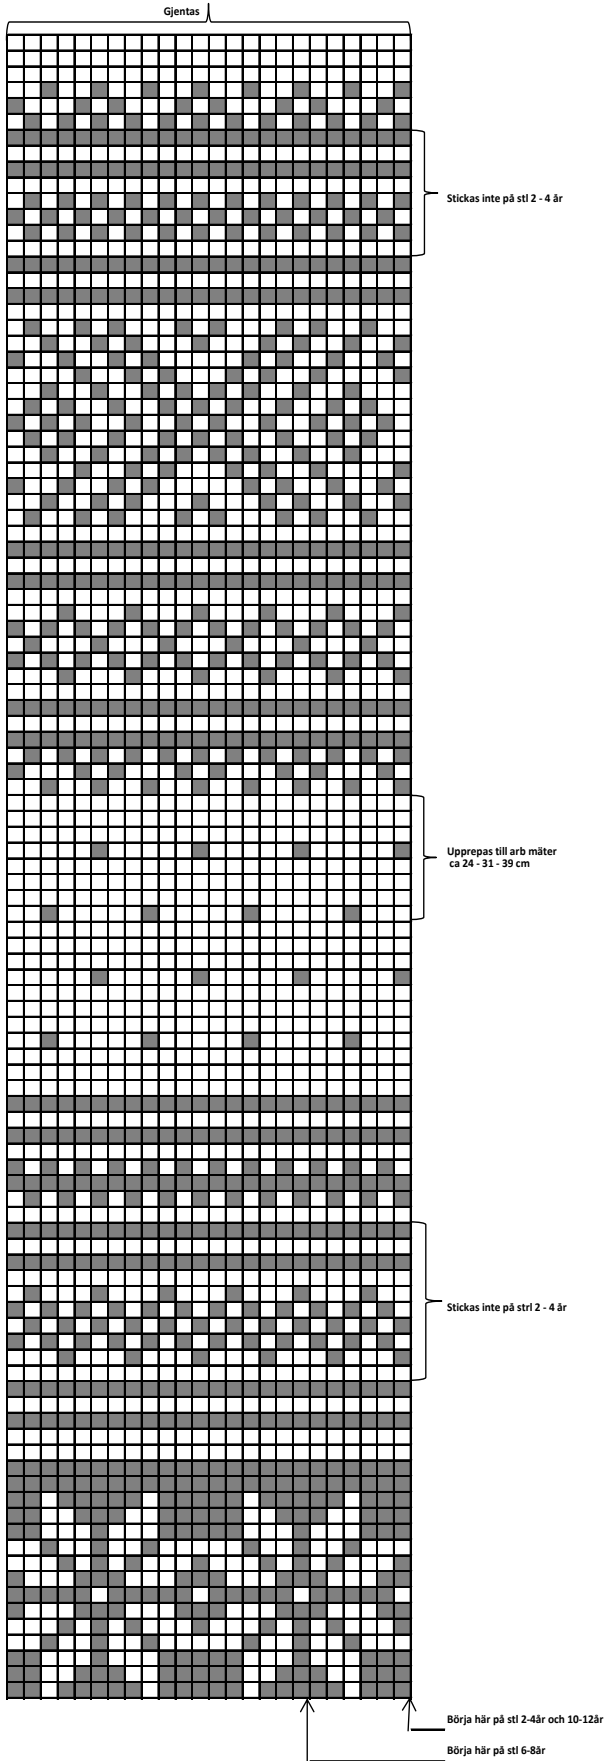 Gjentas
Stickas inte på stl 2 - 4 år
Upprepas till arb mäter
ca 24 - 31 - 39 cm
Stickas inte på strl 2 - 4 år
Börja här på stl 2-4år och 10-12år
Börja här på stl 6-8år